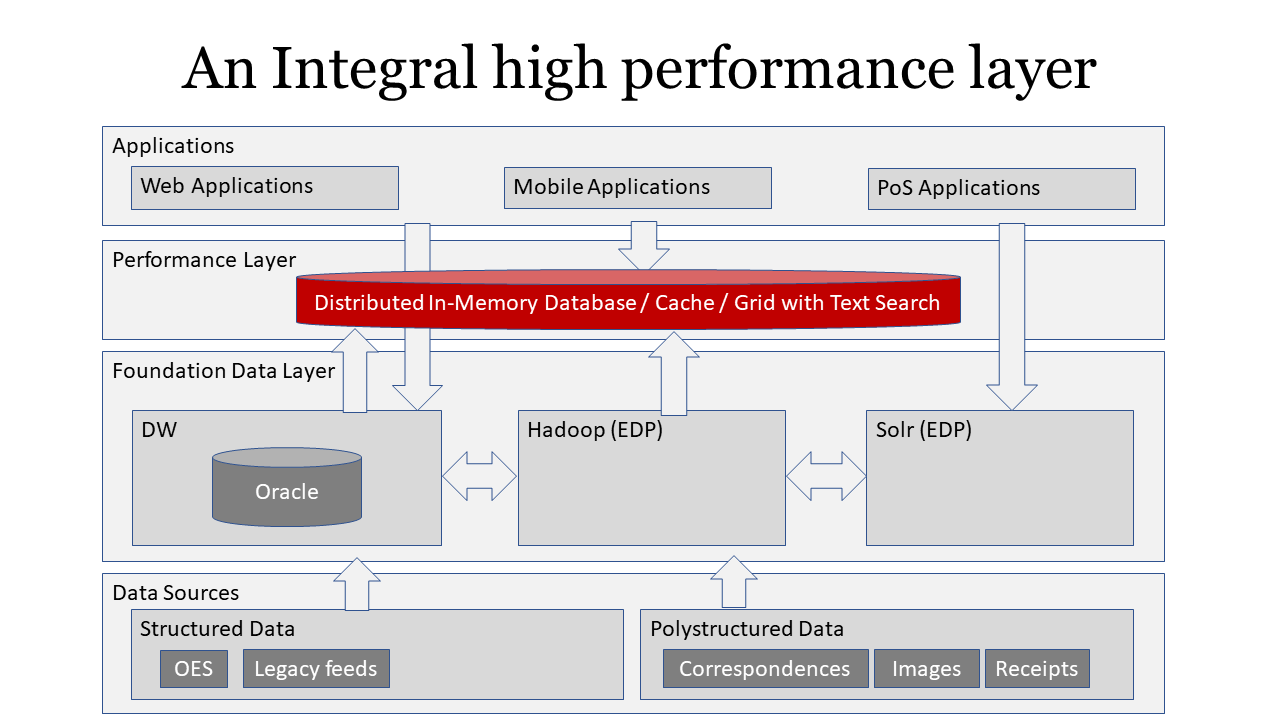 An Integral high performance layer
Applications
Web Applications
Mobile Applications
PoS Applications
Performance Layer
Distributed In-Memory Database / Cache / Grid with Text Search
Foundation Data Layer
DW
Oracle
Hadoop (EDP)
Solr (EDP)
Data Sources
Structured Data
OES
Legacy feeds
Polystructured Data
Correspondences
Images
Receipts